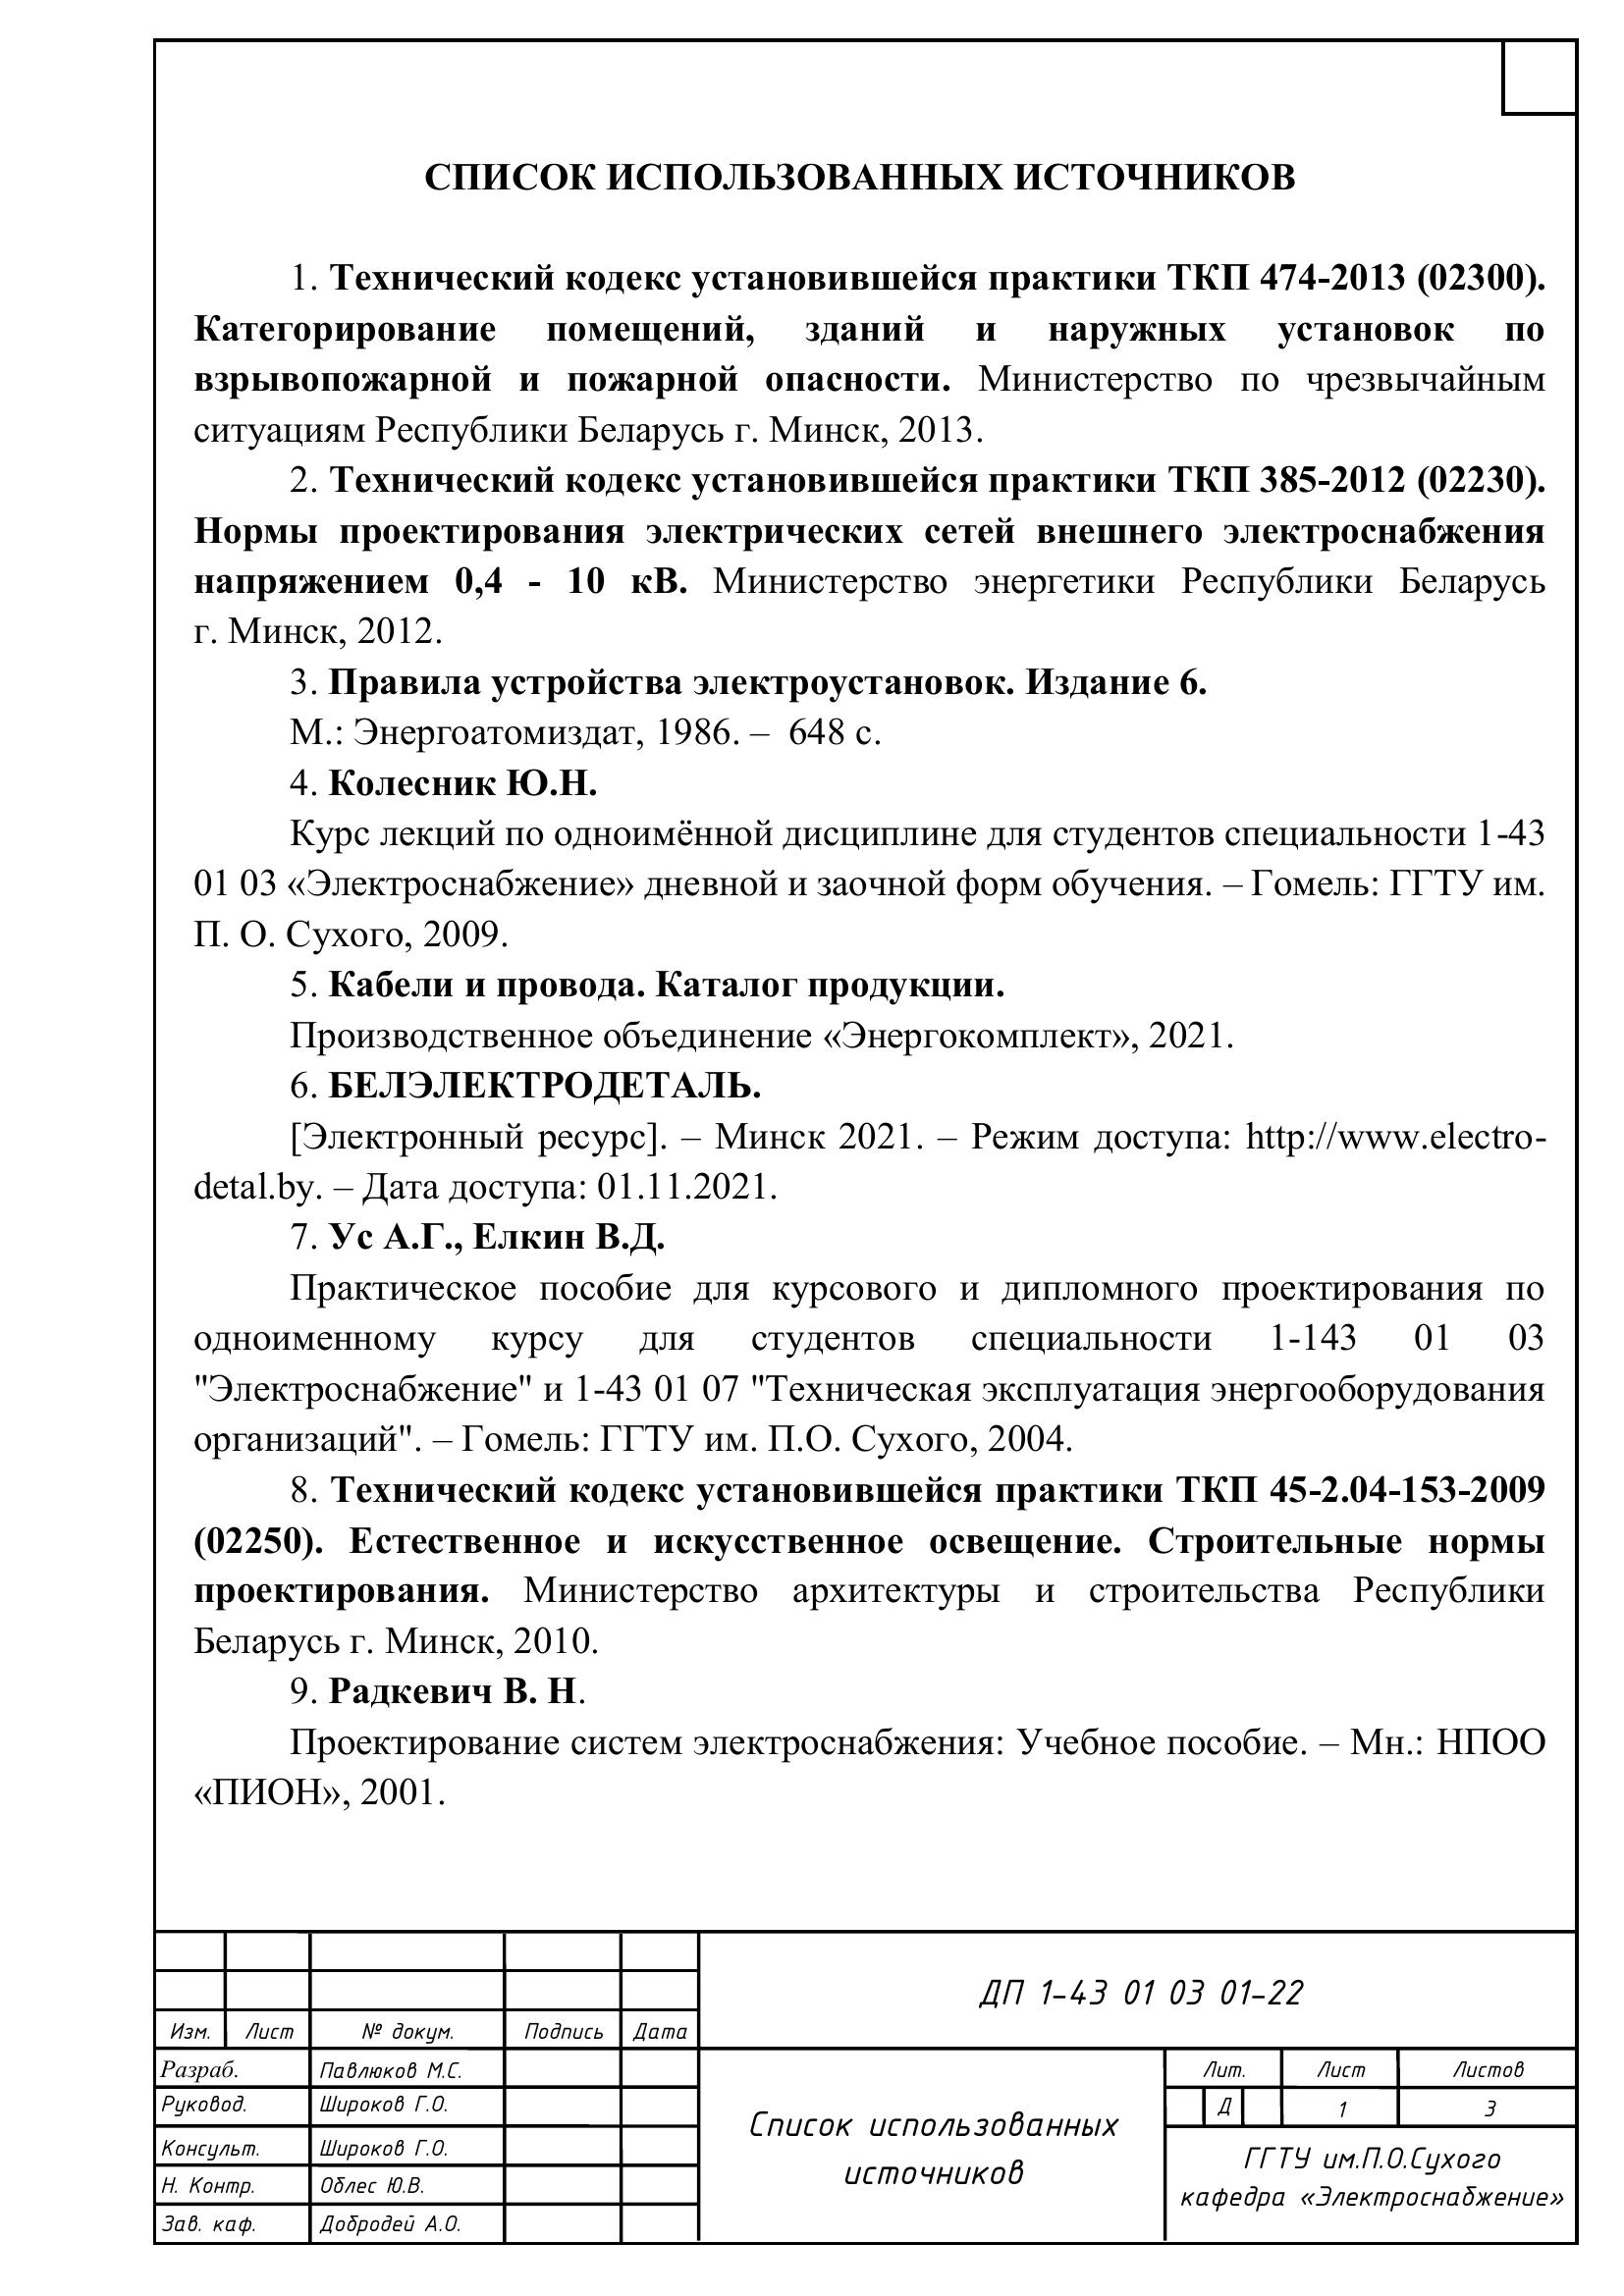 СПИСОК ИСПОЛЬЗОВАННЫХ ИСТОЧНИКОВ
1. Технический кодекс установившейся практики ТКП 474-2013 (02300).
Категорирование помещений, зданий и наружных установок по
взрывопожарной и пожарной опасности. Министерство по чрезвычайным
ситуациям Республики Беларусь г. Минск, 2013.
2. Технический кодекс установившейся практики ТКП 385-2012 (02230).
Нормы проектирования электрических сетей внешнего электроснабжения
напряжением 0,4 - 10 кВ. Министерство энергетики Республики Беларусь
г. Минск, 2012.
3. Правила устройства электроустановок. Издание 6.
М.: Энергоатомиздат, 1986. – 648 с.
4. Колесник Ю.Н.
Курс лекций по одноимённой дисциплине для студентов специальности 1-43
01 03 «Электроснабжение» дневной и заочной форм обучения. – Гомель: ГГТУ им.
П. О. Сухого, 2009.
5. Кабели и провода. Каталог продукции.
Производственное объединение «Энергокомплект», 2021.
6. БЕЛЭЛЕКТРОДЕТАЛЬ.
[Электронный ресурс]. – Минск 2021. – Режим доступа: http://www.electro-
detal.by. – Дата доступа: 01.11.2021.
7. Ус А.Г., Елкин В.Д.
Практическое пособие для курсового и дипломного проектирования по
одноименному курсу для студентов специальности 1-143 01 03
"Электроснабжение" и 1-43 01 07 "Техническая эксплуатация энергооборудования
организаций". – Гомель: ГГТУ им. П.О. Сухого, 2004.
8. Технический кодекс установившейся практики ТКП 45-2.04-153-2009
(02250). Естественное и искусственное освещение. Строительные нормы
проектирования. Министерство архитектуры и строительства Республики
Беларусь г. Минск, 2010.
9. Радкевич В. Н.
Проектирование систем электроснабжения: Учебное пособие. – Мн.: НПОО
«ПИОН», 2001.
ДП 1-43 01 03 01-22
Изм. Лист № докум. Подпись Дата
Разраб. Павлюков М.С.
Руковод. Широков Г.О.
Консульт. Широков Г.О.
Н. Контр. Облес Ю.В.
Зав. каф. Добродей А.О.
Список использованных
источников
Лит. Лист Листов
Д 1 3
ГГТУ им.П.О.Сухого
кафедра «Электроснабжение»